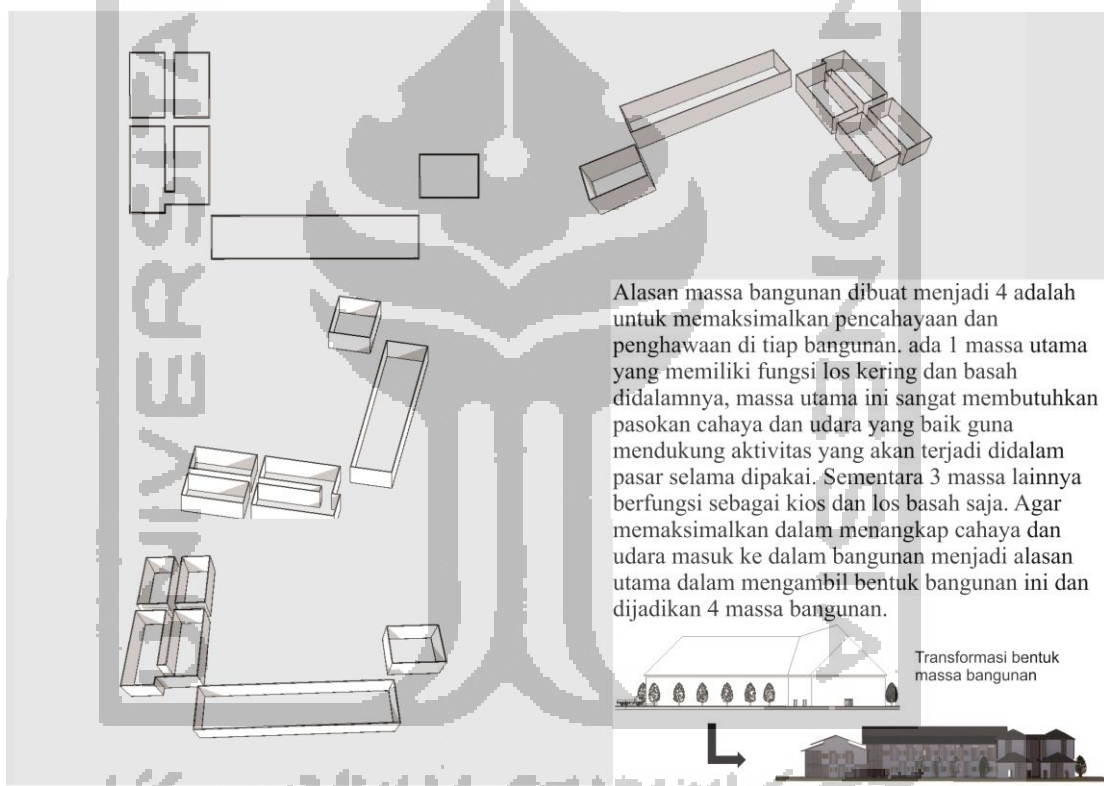 Alasan massa bangunan dibuat menjadi 4 adalah
untuk memaksimalkan pencahayaan dan
penghawaan di tiap bangunan. ada 1 massa utama
yang memiliki fungsi los kering dan basah
didalamnya, massa utama ini sangat membutuhkan
pasokan cahaya dan udara yang baik guna
mendukung aktivitas yang akan terjadi didalam
pasar selama dipakai. Sementara 3 massa lainnya
berfungsi sebagai kios dan los basah saja. Agar
memaksimalkan dalam menangkap cahaya dan
udara masuk ke dalam bangunan menjadi alasan
utama dalam mengambil bentuk bangunan ini dan
dijadikan 4 massa bangunan.
Transformasi bentuk
massa bangunan